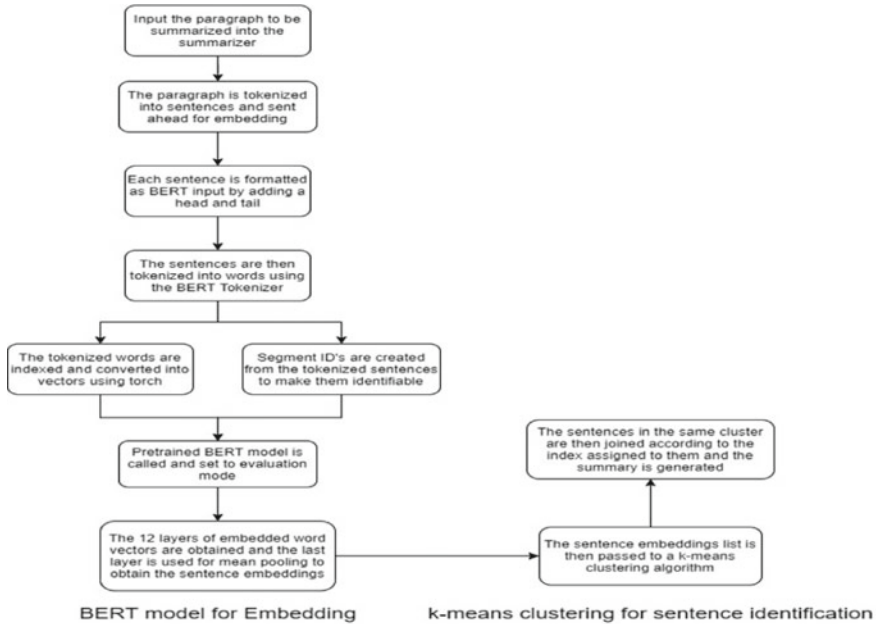 Input the paragraph to be
summarized into the
summarizer
The paragraph is tokenized
into sentences and sent
ahead for embedding
Each sentence is formatted
as BERT input by adding a
head and tail
The sentences are then
tokenized into words using
the BERT Tokenizer
The tokenized words are
indexed and converted into
vectors using torch
Segment ID's are created
from the tokenized sentences
to make them identifiable
Pretrained BERT model is
called and set to evaluation
mode
The 12 layers of embedded word
vectors are obtained and the last
layer is used for mean pooling to
obtain the sentence embeddings
The sentence embeddings list is
then passed to a k-means
clustering algorithm
The sentences in the same cluster
are then joined according to the
index assigned to them and the
summary is generated
BERT model for Embedding
k-means clustering for sentence identification